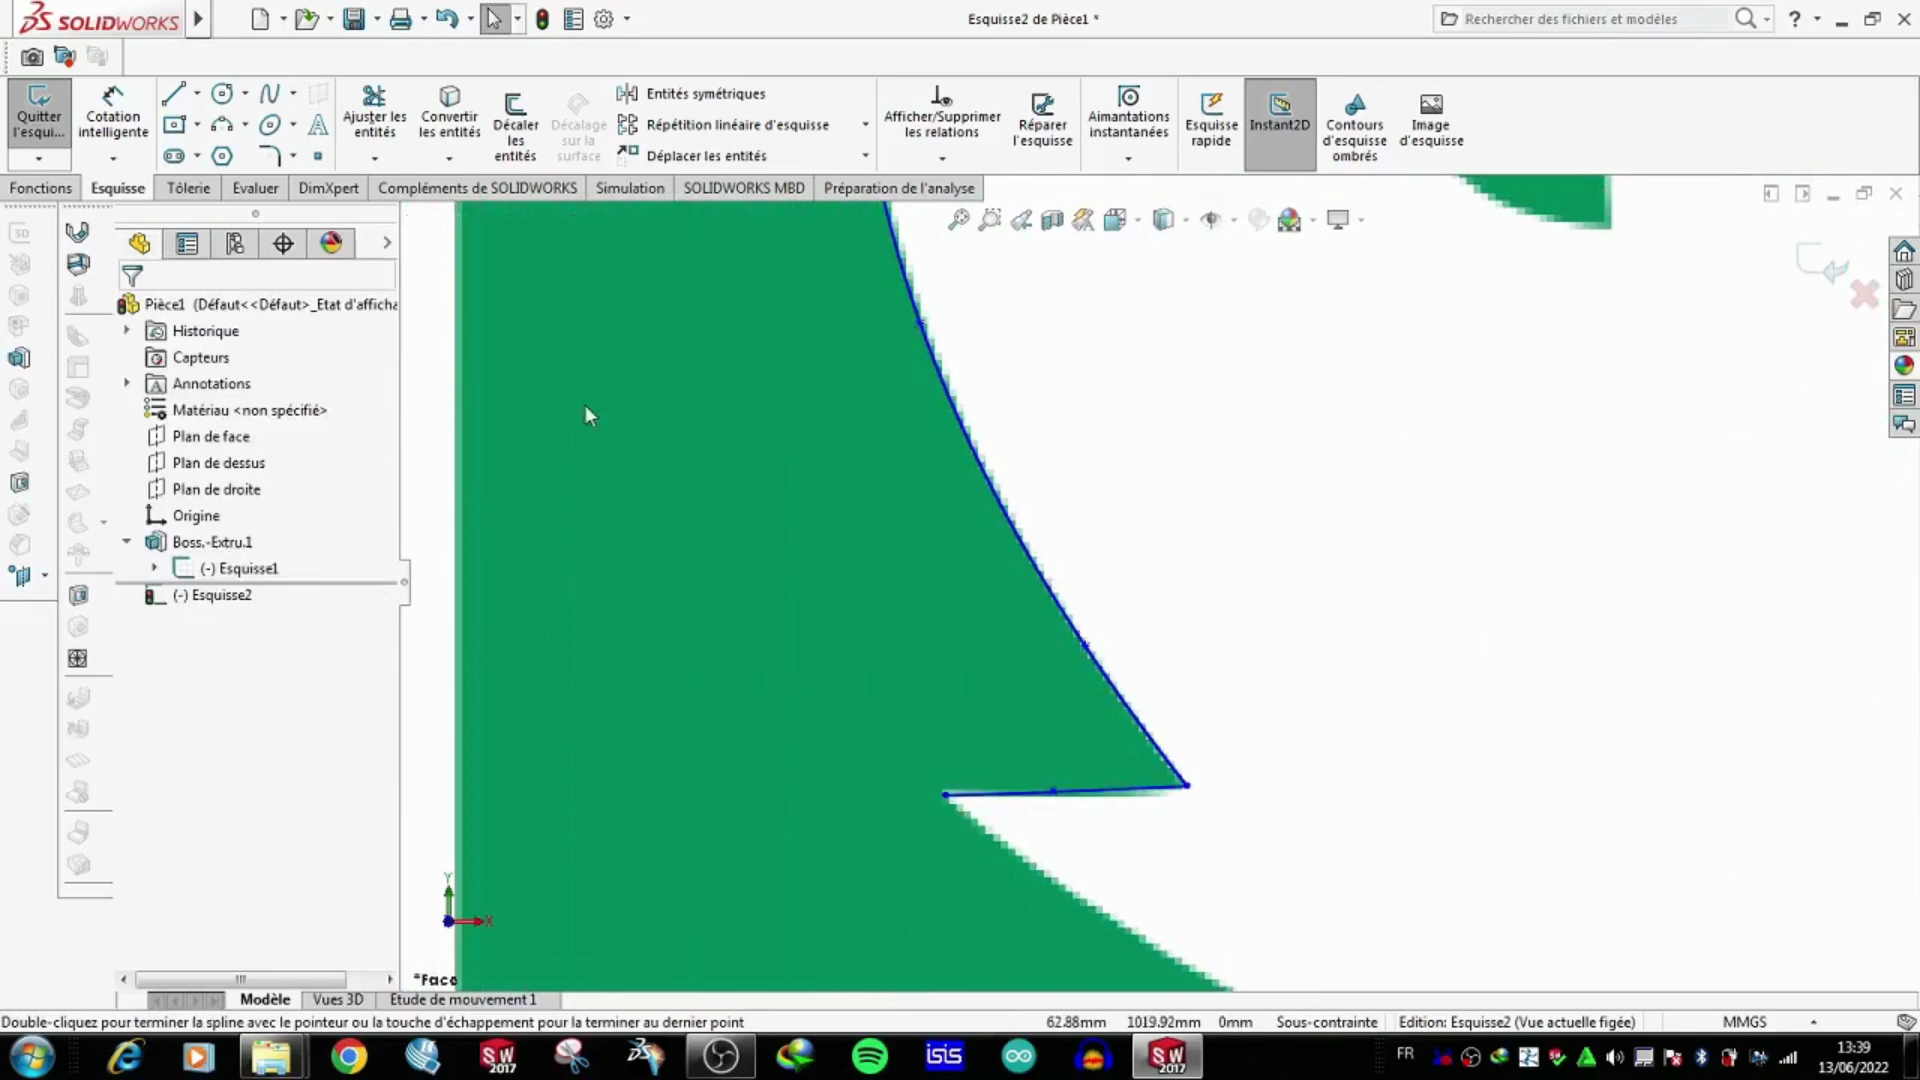 SOLIDWORKS
Esquisse2 de Pièce1 *
Rechercher des fichiers et modèles
Quitter l'esqui...
Cotation intelligente
Ajuster les entités
Convertir les entités
Décaler les entités
Décalage sur la surface
Entités symétriques
Répétition linéaire d'esquisse
Déplacer les entités
Afficher/Supprimer les relations
Réparer l'esquisse
Aimantations instantanées
Esquisse rapide
Instant2D
Contours d'esquisse ombrés
Image d'esquisse
Fonctions Esquisse Tôlerie Evaluer DimXpert Compléments de SOLIDWORKS Simulation SOLIDWORKS MBD Préparation de l'analyse
3D
Pièce1 (Défaut<<Défaut>_Etat d'afficha
Historique
Capteurs
Annotations
Matériau <non spécifié>
Plan de face
Plan de dessus
Plan de droite
Origine
Boss.-Extru.1
(-) Esquisse1
(-) Esquisse2
Y
X
*Face
Modèle Vues 3D Etude de mouvement 1
Double-cliquez pour terminer la spline avec le pointeur ou la touche d'échappement pour la terminer au dernier point
62.88mm 1019.92mm 0mm Sous-contrainte Edition: Esquisse2 (Vue actuelle figée) MMGS
SW 2017
isis
SW 2017
FR
13:39
13/06/2022